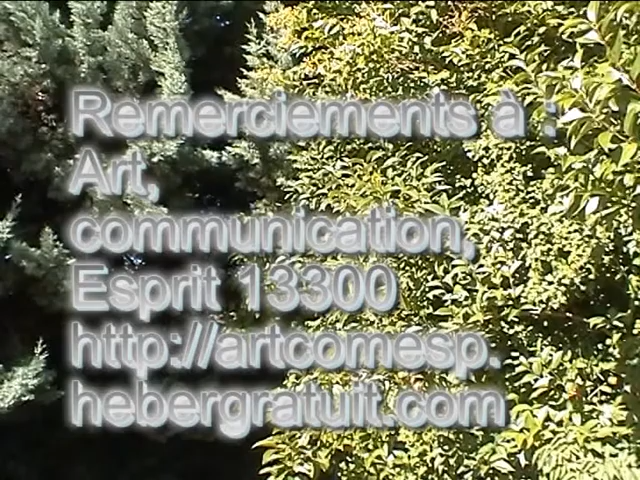 Remerciements à :
Art,
communication,
Esprit 13300
http://artcomesp.
hebergratuit.com